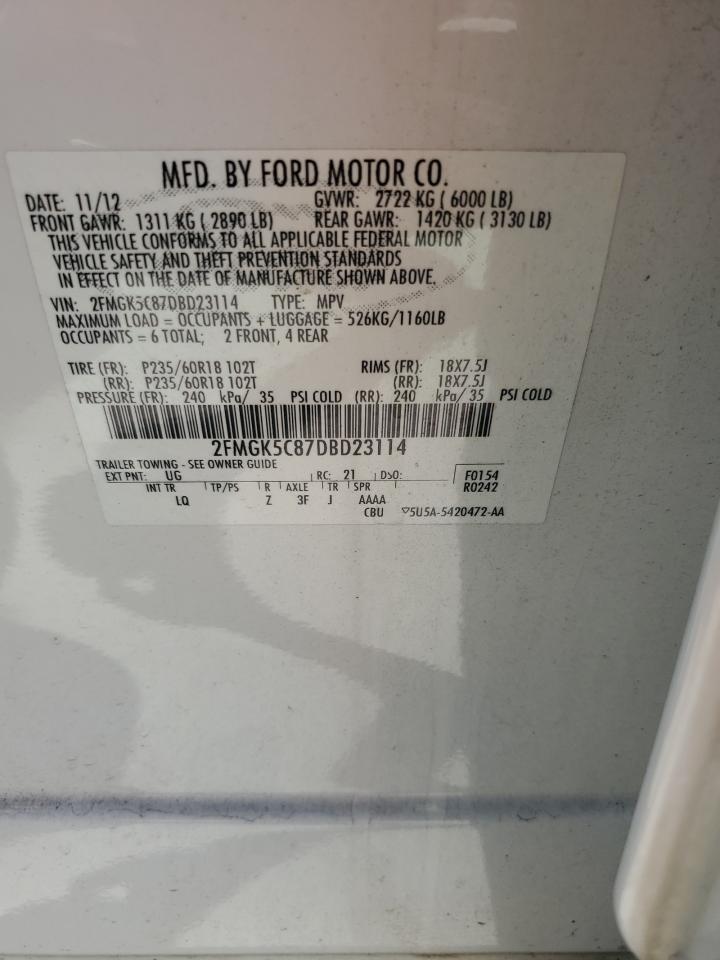 MFD. BY FORD MOTOR CO.
DATE: 11/12 GVWR: 2722 KG ( 6000 LB)
FRONT GAWR: 1311 KG ( 2890 LB) REAR GAWR: 1420 KG ( 3130 LB)
THIS VEHICLE CONFORMS TO ALL APPLICABLE FEDERAL MOTOR
VEHICLE SAFETY AND THEFT PREVENTION STANDARDS
IN EFFECT ON THE DATE OF MANUFACTURE SHOWN ABOVE.
VIN: 2FMGK5C87DBD23114 TYPE: MPV
MAXIMUM LOAD = OCCUPANTS + LUGGAGE = 526KG/1160LB
OCCUPANTS = 6 TOTAL; 2 FRONT, 4 REAR
TIRE (FR): P235/60R18 102T RIMS (FR): 18X7.5J
(RR): P235/60R18 102T (RR): 18X7.5J
PRESSURE (FR): 240 kPa/ 35 PSI COLD (RR): 240 kPa/ 35 PSI COLD
2FMGK5C87DBD23114
TRAILER TOWING - SEE OWNER GUIDE
EXT PNT: UG RC: 21 DSO: F0154
INT TR TP/PS R AXLE TR SPR R0242
LQ Z 3F J AAAA
CBU ▽5U5A-5420472-AA